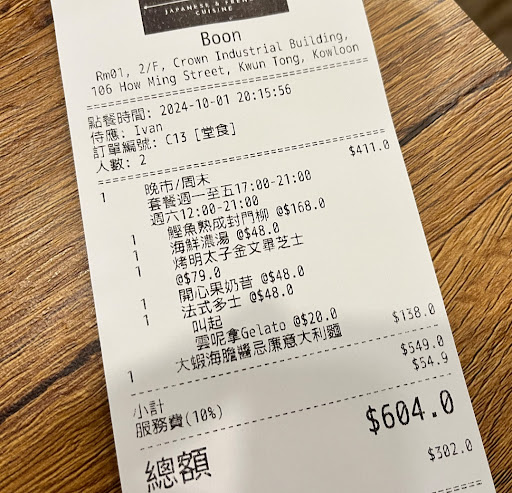 JAPANESE & FRENCH
CUISINE
Boon
Rm01, 2/F, Crown Industrial Building,
106 How Ming Street, Kwun Tong, Kowloon
點餐時間: 2024-10-01 20:15:56
侍應: Ivan
訂單編號: C13 [堂食]
人數: 2
1 晚市/周末 $411.0
套餐週一至五17:00-21:00
週六12:00-21:00
1 鰹魚熟成封門柳 @$168.0
1 海鮮濃湯 @$48.0
1 烤明太子金文畢芝士
@$79.0
1 開心果奶昔 @$48.0
1 法式多士 @$48.0
叫起
雲呢拿Gelato @$20.0
1 大蝦海膽醬忌廉意大利麵 $138.0
小計 $549.0
服務費(10%) $54.9
總額 $604.0
$302.0